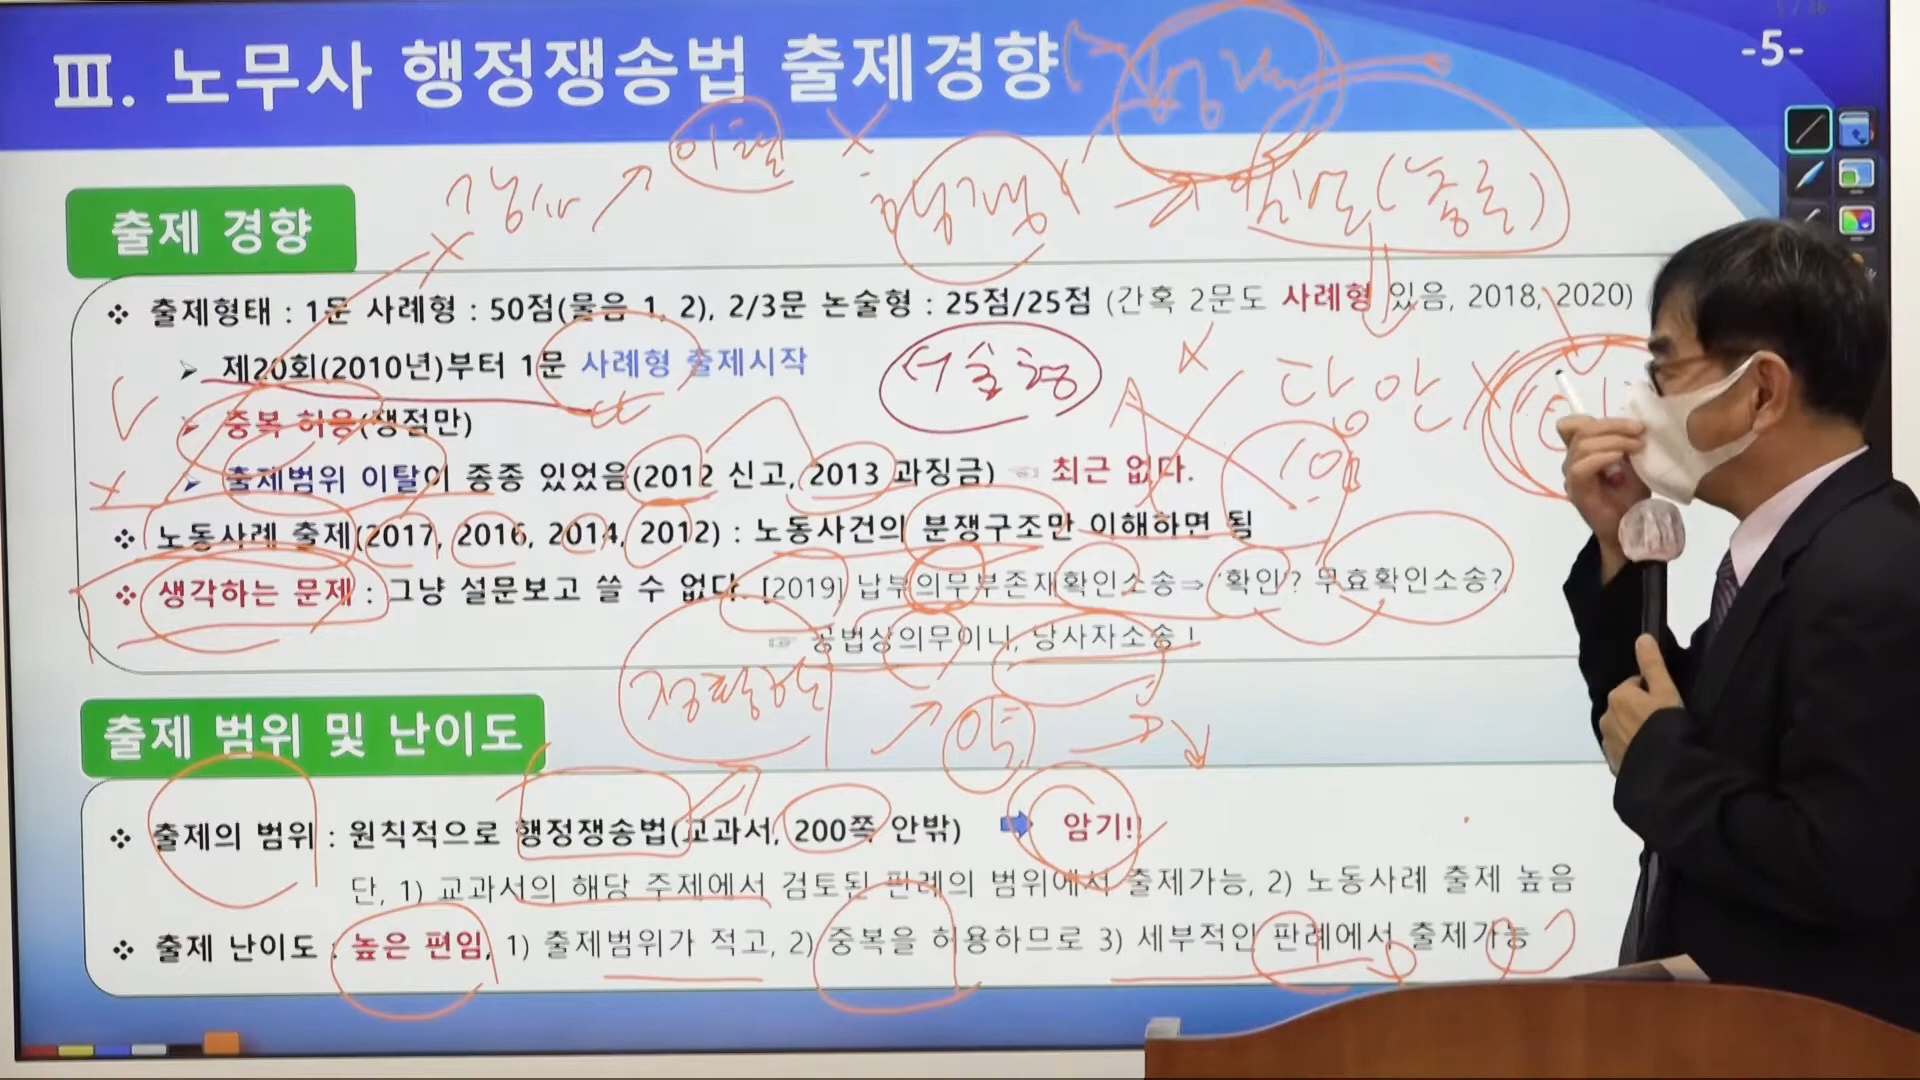 Ⅲ. 노무사 행정쟁송법 출제경향
-5-
이탈
강사
행정쟁송
(총론)
출제 경향
❖ 출제형태 : 1문 사례형 : 50점(물음 1, 2), 2/3문 논술형 : 25점/25점 (간혹 2문도 사례형 있음, 2018, 2020)
➢ 제20회(2010년)부터 1문 사례형 출제시작
서술형
답안
➢ 중복 허용(쟁점만)
➢ 출제범위 이탈이 종종 있었음(2012 신고, 2013 과징금) ☜ 최근 없다.
❖ 노동사례 출제(2017, 2016, 2014, 2012) : 노동사건의 분쟁구조만 이해하면 됨
❖ 생각하는 문제 : 그냥 설문보고 쓸 수 없다. [2019] 납부의무부존재확인소송⇒ '확인'? 무효확인소송?
☞ 공법상의무이니, 당사자소송 !
약
출제 범위 및 난이도
❖ 출제의 범위 : 원칙적으로 행정쟁송법(교과서, 200쪽 안밖) ➡ 암기!!
단, 1) 교과서의 해당 주제에서 검토된 판례의 범위에서 출제가능, 2) 노동사례 출제 높음
❖ 출제 난이도 : 높은 편임, 1) 출제범위가 적고, 2) 중복을 허용하므로 3) 세부적인 판례에서 출제가능